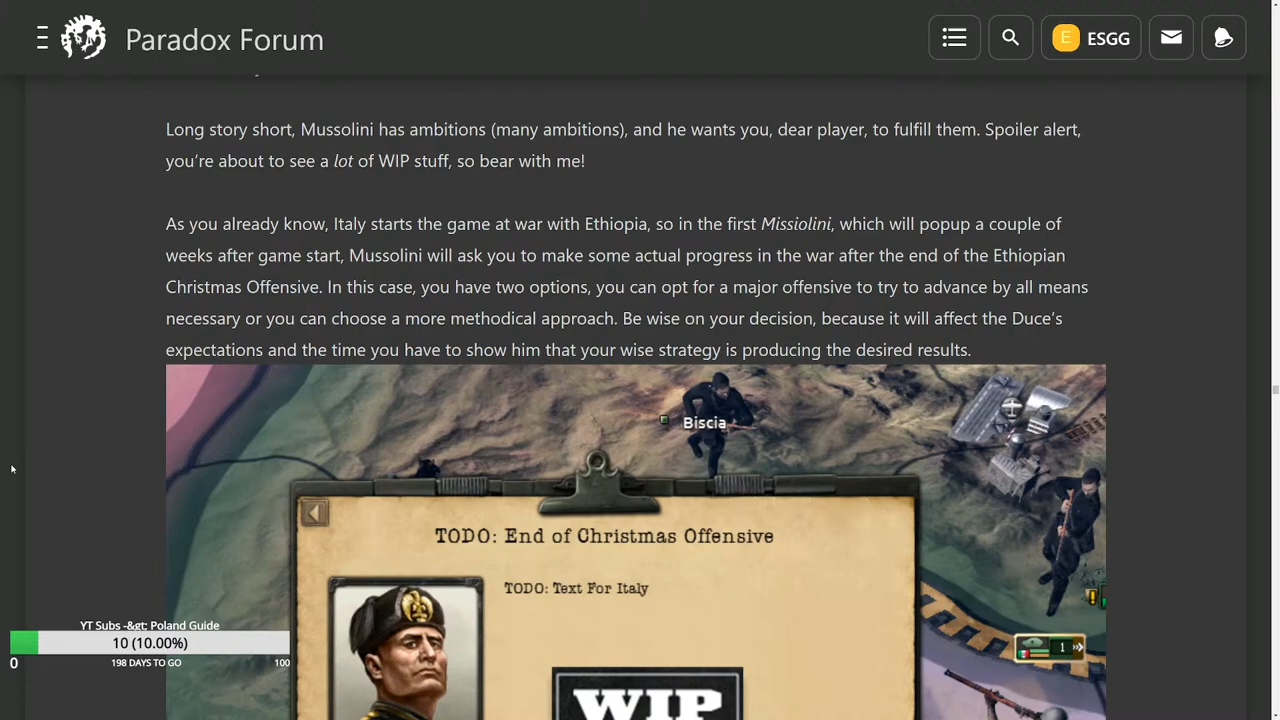 Paradox Forum
E ESGG
Long story short, Mussolini has ambitions (many ambitions), and he wants you, dear player, to fulfill them. Spoiler alert,
you’re about to see a lot of WIP stuff, so bear with me!
As you already know, Italy starts the game at war with Ethiopia, so in the first Missiolini, which will popup a couple of
weeks after game start, Mussolini will ask you to make some actual progress in the war after the end of the Ethiopian
Christmas Offensive. In this case, you have two options, you can opt for a major offensive to try to advance by all means
necessary or you can choose a more methodical approach. Be wise on your decision, because it will affect the Duce’s
expectations and the time you have to show him that your wise strategy is producing the desired results.
Biscia
TODO: End of Christmas Offensive
TODO: Text For Italy
WIP
1
YT Subs -&gt; Poland Guide
10 (10.00%)
0 198 DAYS TO GO 100